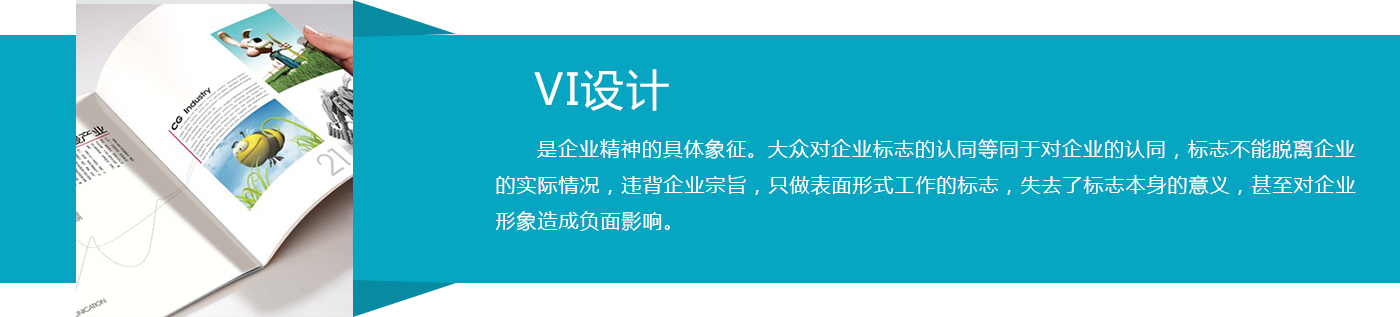 VI设计
是企业精神的具体象征。大众对企业标志的认同等同于对企业的认同，标志不能脱离企业
的实际情况，违背企业宗旨，只做表面形式工作的标志，失去了标志本身的意义，甚至对企业
形象造成负面影响。
CG Industry
产业
21